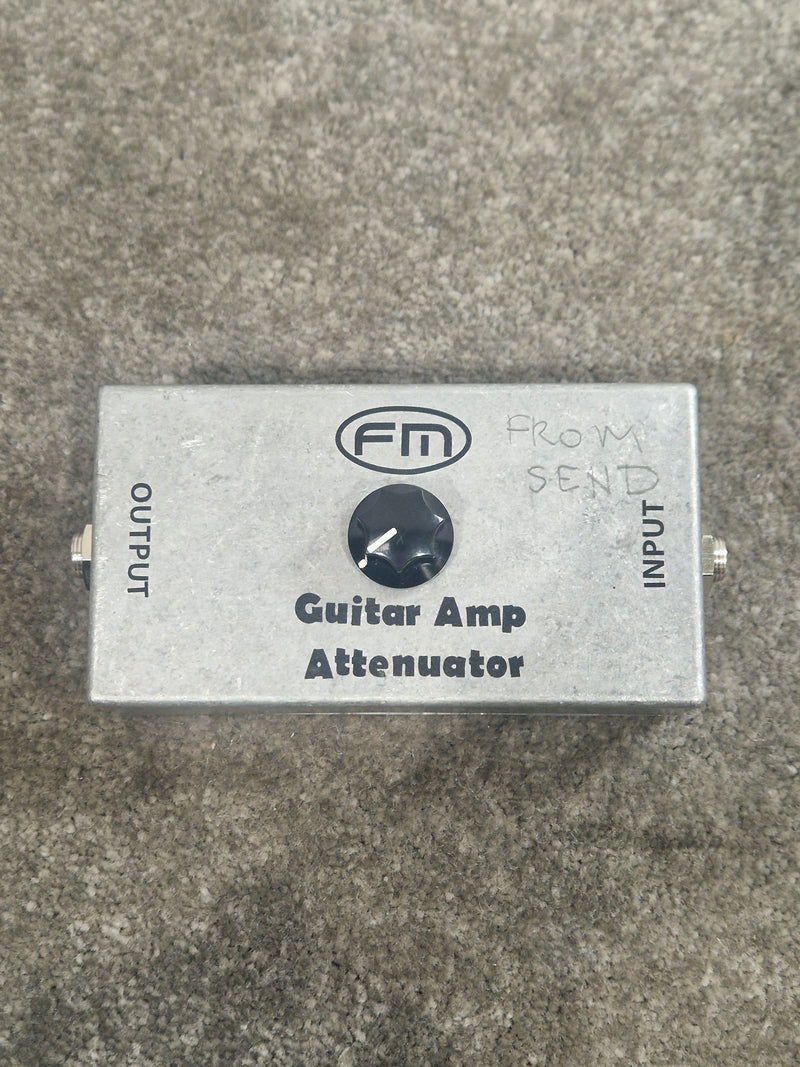 FM
FROM
SEND
OUTPUT
INPUT
Guitar Amp
Attenuator